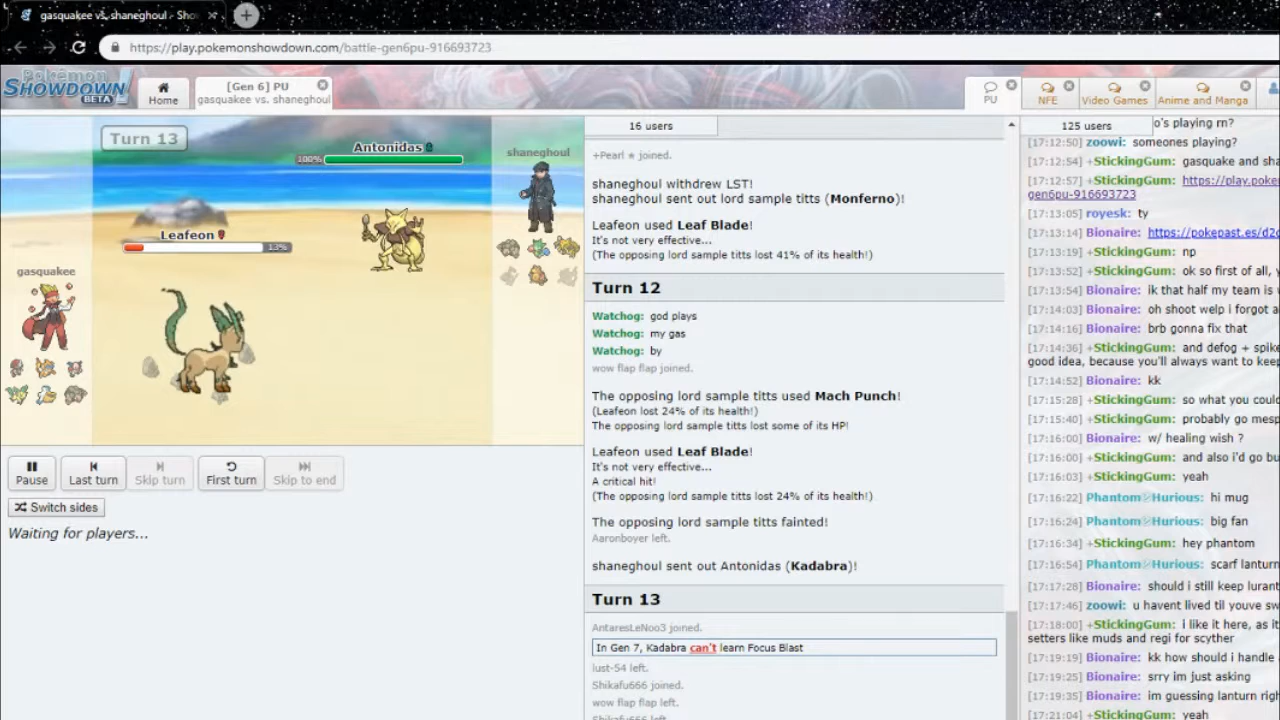 gasquakee vs. shaneghoul - Sho
https://play.pokemonshowdown.com/battle-gen6pu-916693723
Pokémon
SHOWDOWN!
BETA
Home
[Gen 6] PU
gasquakee vs. shaneghoul
PU
NFE
Video Games
Anime and Manga
Turn 13
Antonidas
100%
shaneghoul
Leafeon
13%
gasquakee
Pause
Last turn
Skip turn
First turn
Skip to end
Switch sides
Waiting for players...
16 users
+Pearl ★ joined.
shaneghoul withdrew LST!
shaneghoul sent out lord sample titts (Monferno)!
Leafeon used Leaf Blade!
It's not very effective...
(The opposing lord sample titts lost 41% of its health!)
Turn 12
Watchog: god plays
Watchog: my gas
Watchog: by
wow flap flap joined.
The opposing lord sample titts used Mach Punch!
(Leafeon lost 24% of its health!)
The opposing lord sample titts lost some of its HP!
Leafeon used Leaf Blade!
It's not very effective...
A critical hit!
(The opposing lord sample titts lost 24% of its health!)
The opposing lord sample titts fainted!
Aaronboyer left.
shaneghoul sent out Antonidas (Kadabra)!
Turn 13
AntaresLeNoo3 joined.
In Gen 7, Kadabra can't learn Focus Blast
lust-54 left.
Shikafu666 joined.
wow flap flap left.
Shikafu666 left.
125 users
o's playing rn?
[17:12:50] zoowi: someones playing?
[17:12:54] +StickingGum: gasquake and sha
[17:12:57] +StickingGum: https://play.pokem
gen6pu-916693723
[17:13:05] royesk: ty
[17:13:14] Bionaire: https://pokepast.es/d2c
[17:13:19] +StickingGum: np
[17:13:52] +StickingGum: ok so first of all, 
[17:13:54] Bionaire: ik that half my team is 
[17:14:03] Bionaire: oh shoot welp i forgot a
[17:14:16] Bionaire: brb gonna fix that
[17:14:36] +StickingGum: and defog + spike
good idea, because you'll always want to keep
[17:14:52] Bionaire: kk
[17:15:28] +StickingGum: so what you could
[17:15:40] +StickingGum: probably go mesp
[17:16:00] Bionaire: w/ healing wish ?
[17:16:00] +StickingGum: and also i'd go bu
[17:16:03] +StickingGum: yeah
[17:16:22] Phantom Hurious: hi mug
[17:16:24] Phantom Hurious: big fan
[17:16:34] +StickingGum: hey phantom
[17:16:54] Phantom Hurious: scarf lanturn
[17:17:28] Bionaire: should i still keep lurant
[17:17:46] zoowi: u havent lived til youve sw
[17:18:00] +StickingGum: i like it here, as it
setters like muds and regi for scyther
[17:19:19] Bionaire: kk how should i handle
[17:19:25] Bionaire: srry im just asking
[17:19:35] Bionaire: im guessing lanturn righ
[17:21:04] +StickingGum: yeah